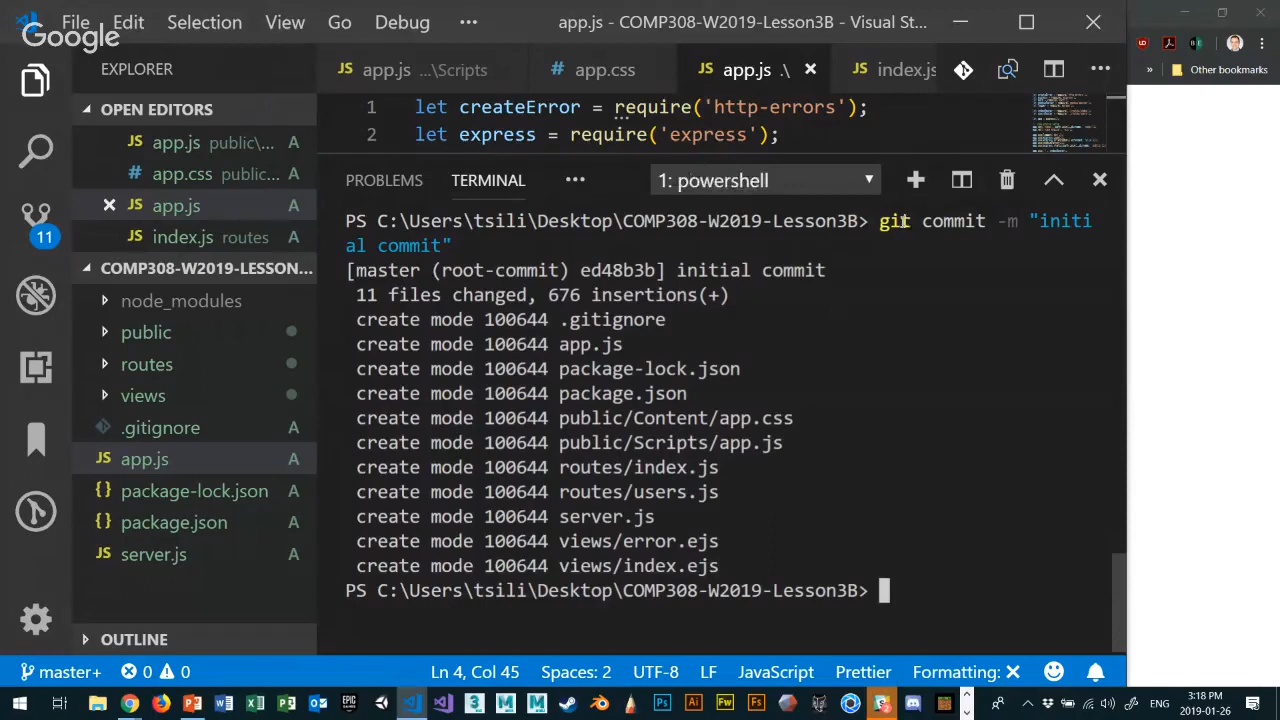 File Edit Selection View Go Debug ••• app.js - COMP308-W2019-Lesson3B - Visual St...
Google
EXPLORER
JS app.js ...\Scripts # app.css JS app.js .\ JS index.js
» Other bookmarks
OPEN EDITORS
JS app.js public\... A
# app.css public... A
JS app.js A
JS index.js routes A
COMP308-W2019-LESSON...
node_modules
public
routes
views
.gitignore A
JS app.js A
{} package-lock.json A
{} package.json A
JS server.js A
OUTLINE
11
1 let createError = require('http-errors');
2 let express = require('express');
PROBLEMS TERMINAL ••• 1: powershell
PS C:\Users\tsili\Desktop\COMP308-W2019-Lesson3B> git commit -m "initi
al commit"
[master (root-commit) ed48b3b] initial commit
11 files changed, 676 insertions(+)
create mode 100644 .gitignore
create mode 100644 app.js
create mode 100644 package-lock.json
create mode 100644 package.json
create mode 100644 public/Content/app.css
create mode 100644 public/Scripts/app.js
create mode 100644 routes/index.js
create mode 100644 routes/users.js
create mode 100644 server.js
create mode 100644 views/error.ejs
create mode 100644 views/index.ejs
PS C:\Users\tsili\Desktop\COMP308-W2019-Lesson3B>
master+ 0 0 Ln 4, Col 45 Spaces: 2 UTF-8 LF JavaScript Prettier Formatting: ✕
ENG 3:18 PM
2019-01-26